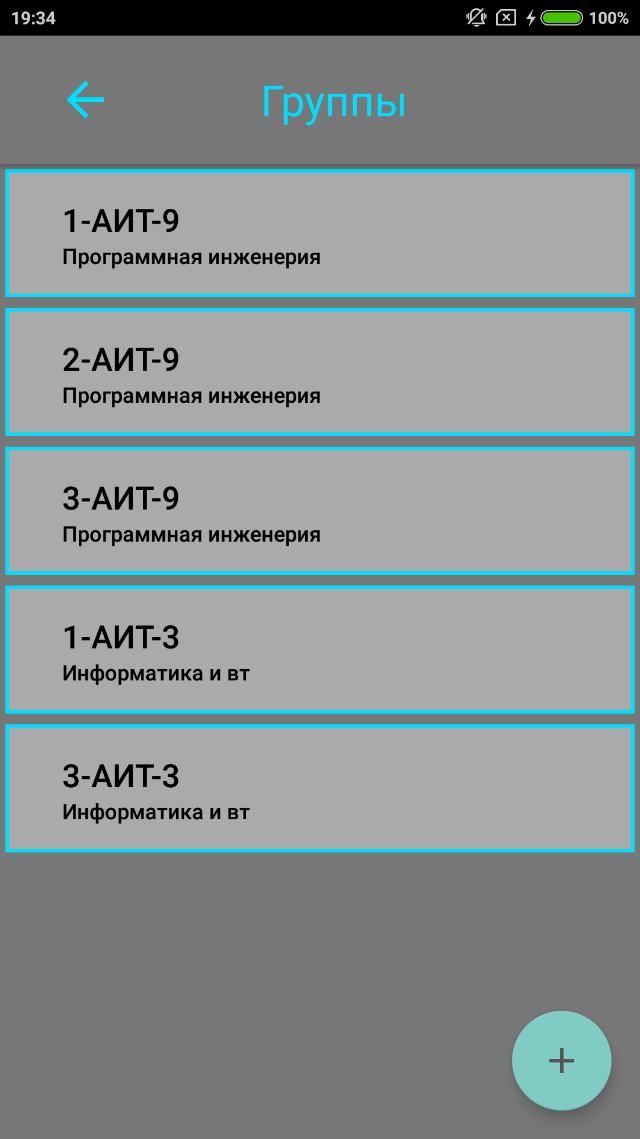 19:34
100%
Группы
1-АИТ-9
Программная инженерия
2-АИТ-9
Программная инженерия
3-АИТ-9
Программная инженерия
1-АИТ-3
Информатика и вт
3-АИТ-3
Информатика и вт